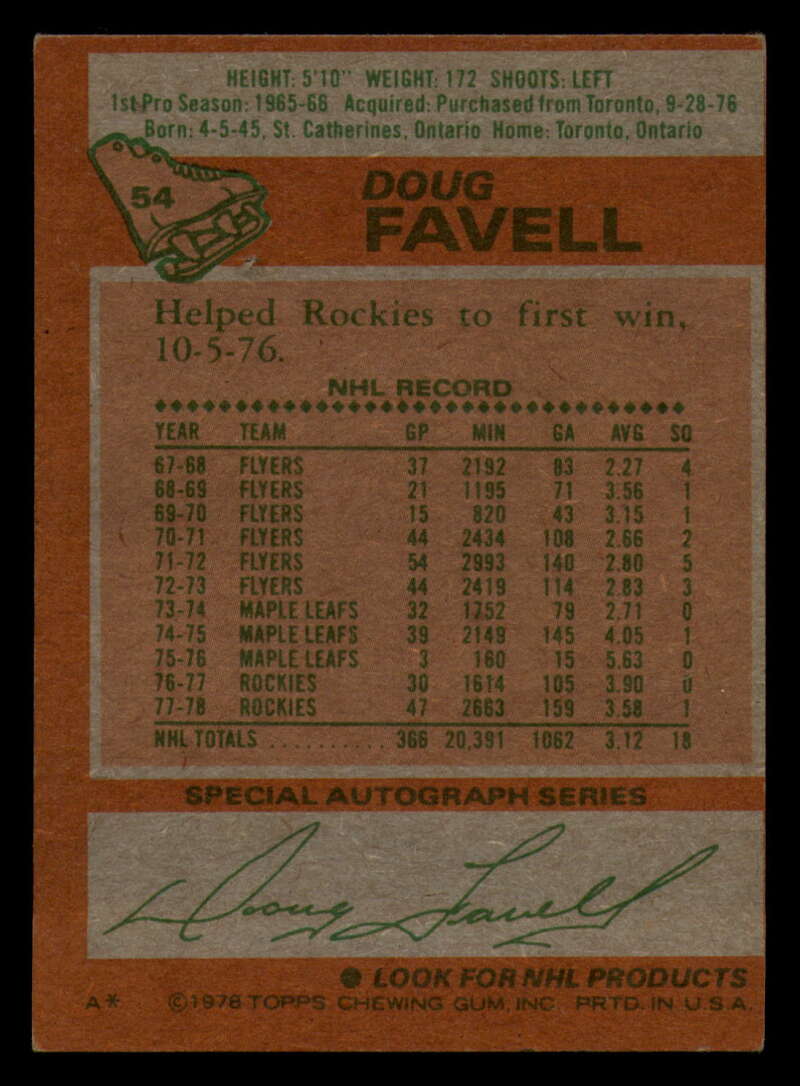 HEIGHT: 5'10" WEIGHT: 172 SHOOTS: LEFT
1st Pro Season: 1965-66 Acquired: Purchased from Toronto, 9-28-76
Born: 4-5-45, St. Catherines, Ontario Home: Toronto, Ontario
54
DOUG
FAVELL
Helped Rockies to first win,
10-5-76.
NHL RECORD
YEAR TEAM GP MIN GA AVG SO
67-68 FLYERS 37 2192 83 2.27 4
68-69 FLYERS 21 1195 71 3.56 1
69-70 FLYERS 15 820 43 3.15 1
70-71 FLYERS 44 2434 108 2.66 2
71-72 FLYERS 54 2993 140 2.80 5
72-73 FLYERS 44 2419 114 2.83 3
73-74 MAPLE LEAFS 32 1752 79 2.71 0
74-75 MAPLE LEAFS 39 2149 145 4.05 1
75-76 MAPLE LEAFS 3 160 15 5.63 0
76-77 ROCKIES 30 1614 105 3.90 0
77-78 ROCKIES 47 2663 159 3.58 1
NHL TOTALS .......... 366 20,391 1062 3.12 18
SPECIAL AUTOGRAPH SERIES
Doug Favell
● LOOK FOR NHL PRODUCTS
A* ©1978 TOPPS CHEWING GUM, INC. PRTD. IN U.S.A.